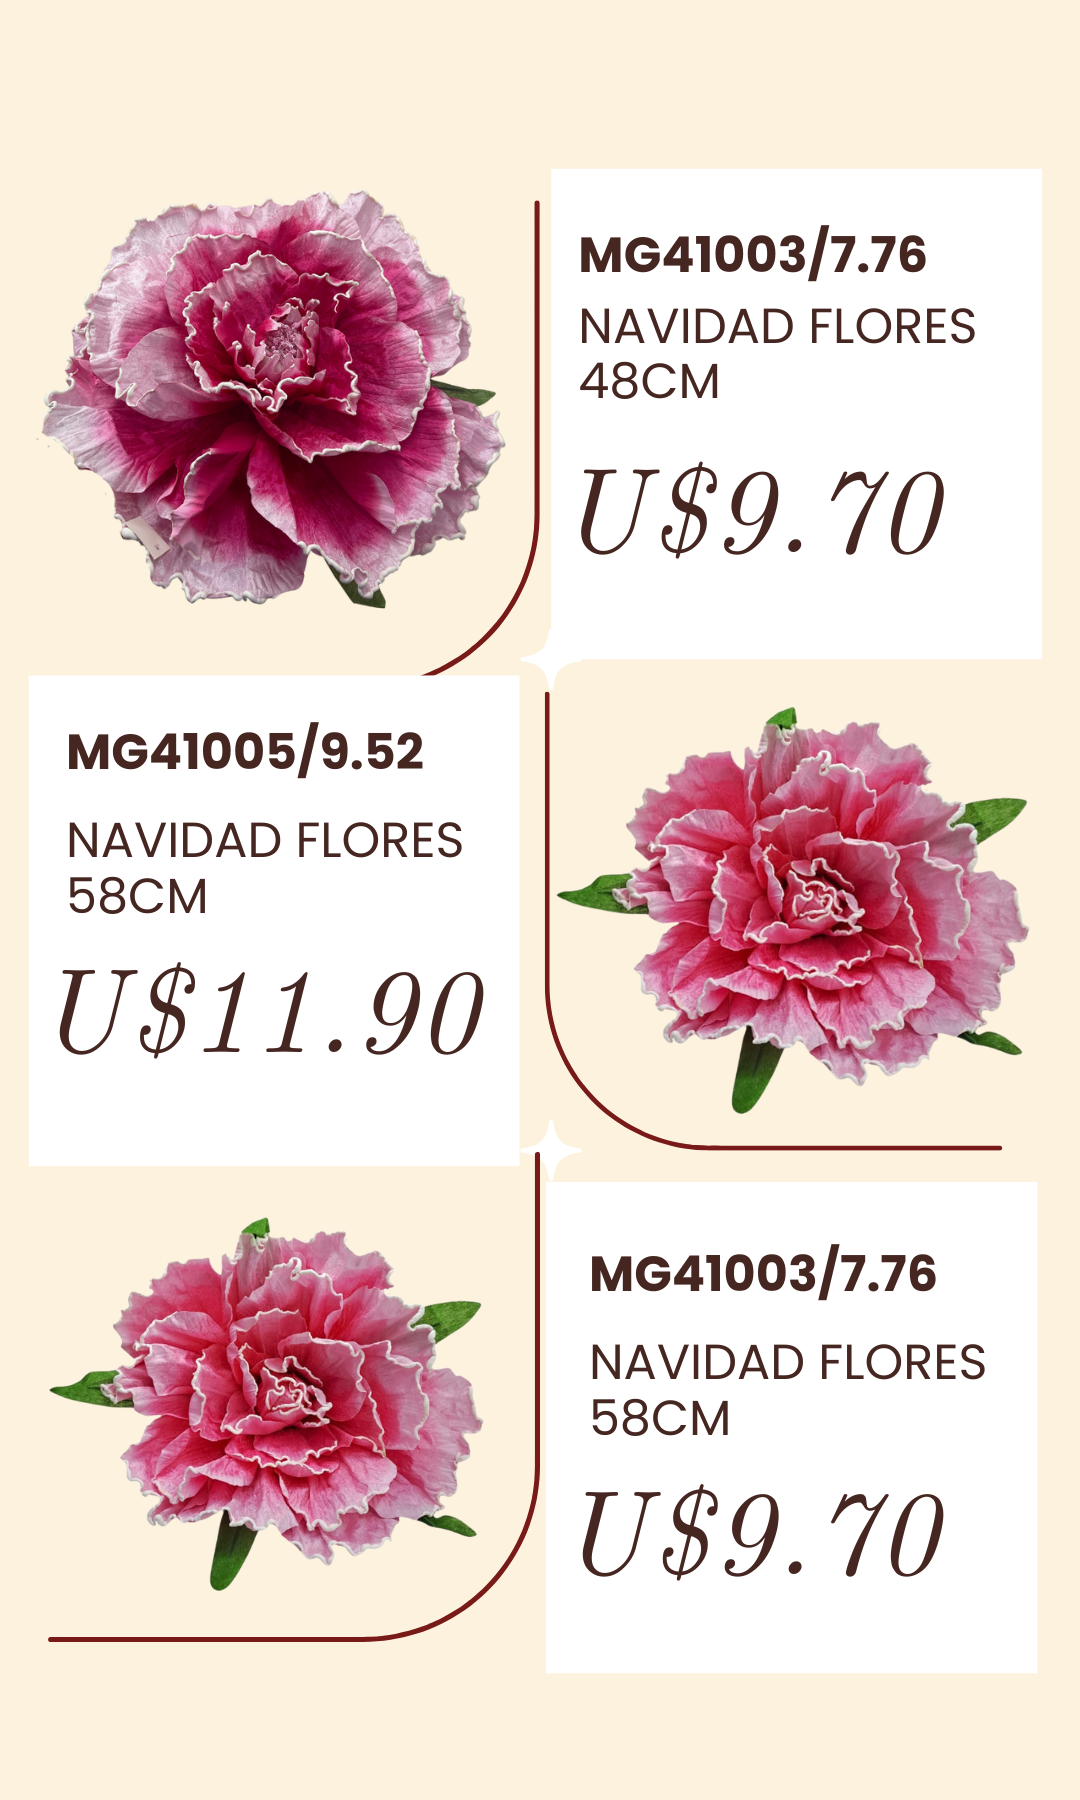 MG41003/7.76
NAVIDAD FLORES
48CM
U$9.70
MG41005/9.52
NAVIDAD FLORES
58CM
U$11.90
MG41003/7.76
NAVIDAD FLORES
58CM
U$9.70